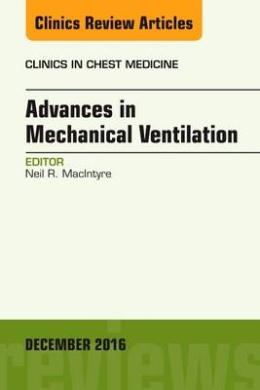 Clinics Review Articles
CLINICS IN CHEST MEDICINE
Advances in
Mechanical Ventilation
EDITOR
Neil R. MacIntyre
DECEMBER 2016
reviews